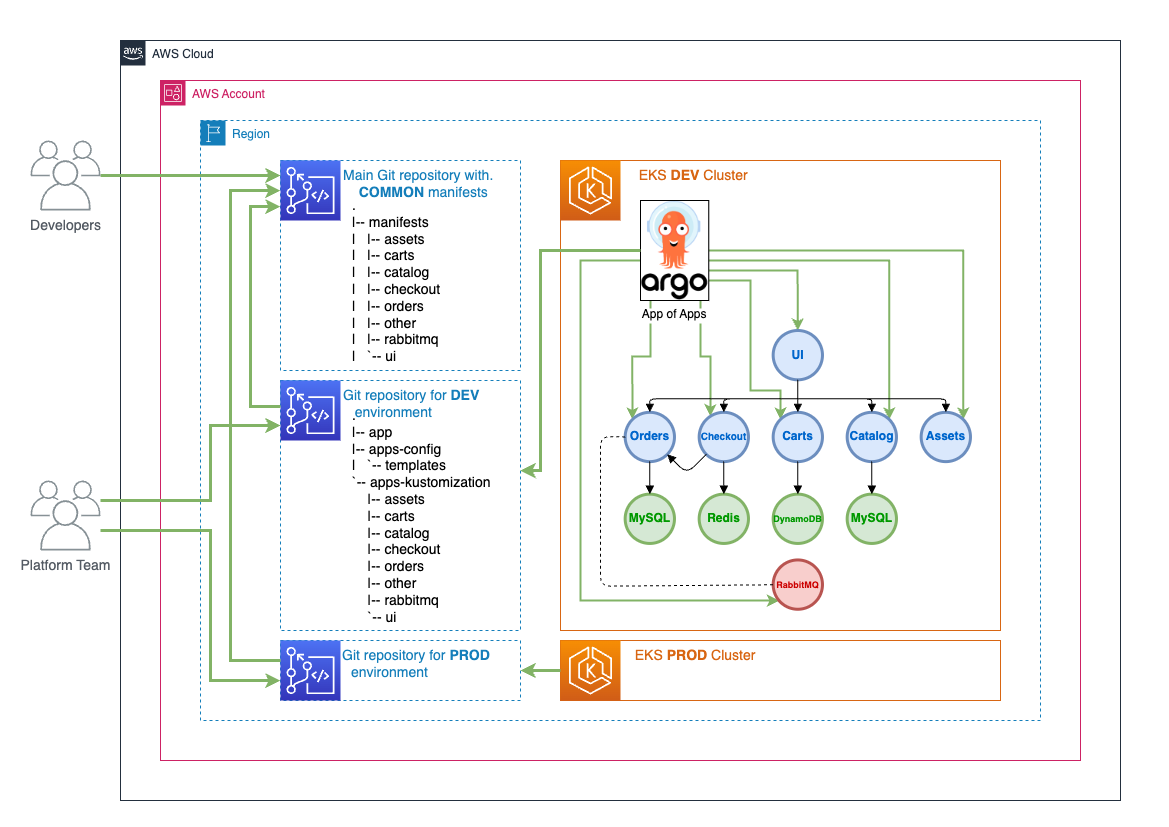 aws
AWS Cloud
AWS Account
Region
Developers
Platform Team
Main Git repository with.
COMMON manifests
.
|-- manifests
|   |-- assets
|   |-- carts
|   |-- catalog
|   |-- checkout
|   |-- orders
|   |-- other
|   |-- rabbitmq
|   `-- ui
Git repository for DEV
environment
.
|-- app
|-- apps-config
|   `-- templates
`-- apps-kustomization
|-- assets
|-- carts
|-- catalog
|-- checkout
|-- orders
|-- other
|-- rabbitmq
`-- ui
Git repository for PROD
environment
EKS DEV Cluster
argo
App of Apps
UI
Orders
Checkout
Carts
Catalog
Assets
MySQL
Redis
DynamoDB
MySQL
RabbitMQ
K
EKS PROD Cluster
K